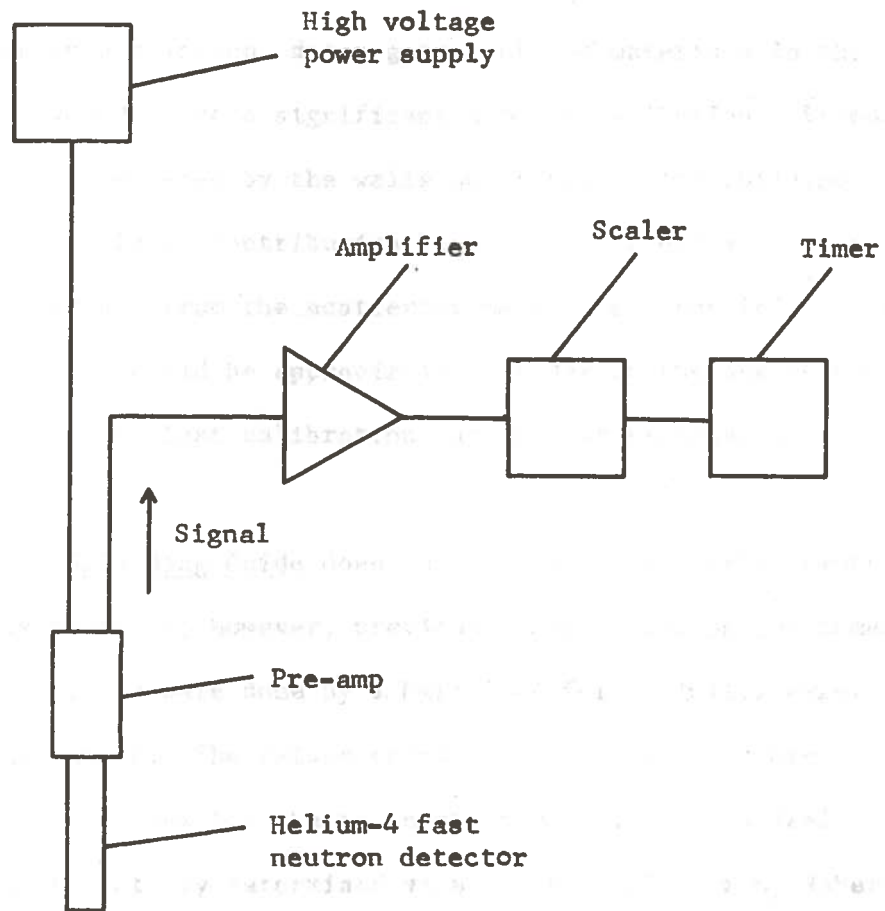 High voltage
power supply
Amplifier
Scaler
Timer
Signal
Pre-amp
Helium-4 fast
neutron detector